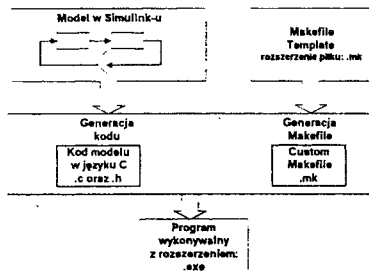 Model w Simulink-u
Makefile
Template
rozszerzenie pliku: .mk
Generacja
kodu
Kod modelu
w języku C
.c oraz .h
Generacja
Makefile
Custom
Makefile
.mk
Program
wykonywalny
z rozszerzeniem:
.exe